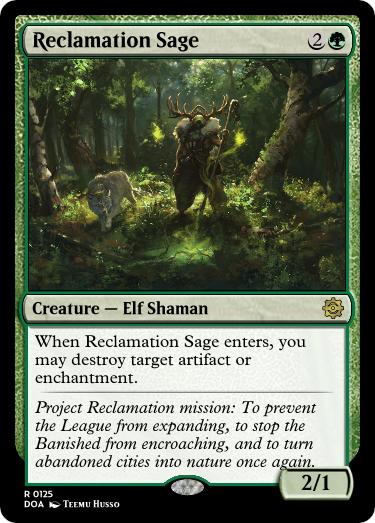 Reclamation Sage 2
Creature — Elf Shaman
When Reclamation Sage enters, you
may destroy target artifact or
enchantment.
Project Reclamation mission: To prevent
the League from expanding, to stop the
Banished from encroaching, and to turn
abandoned cities into nature once again.
2/1
R 0125
DOA Teemu Husso